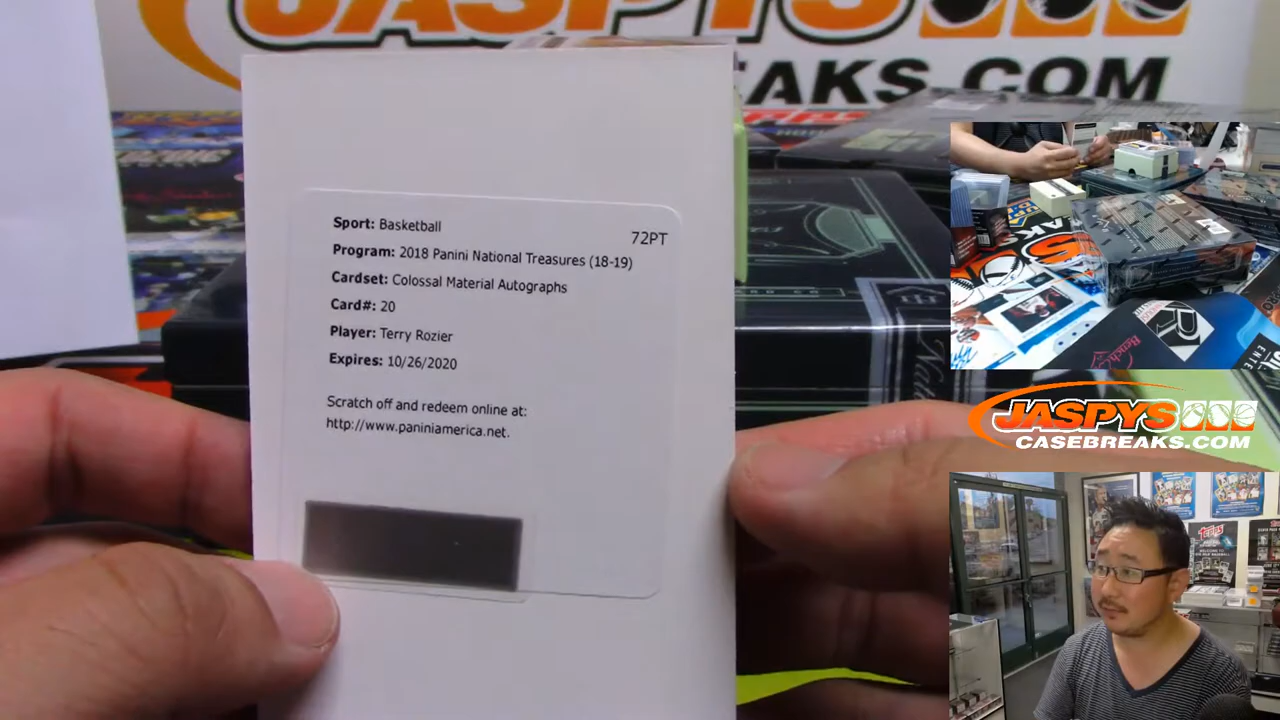 JASPYS
AKS.COM
Sport: Basketball
72PT
Program: 2018 Panini National Treasures (18-19)
Cardset: Colossal Material Autographs
Card#: 20
Player: Terry Rozier
Expires: 10/26/2020
Scratch off and redeem online at:
http://www.paniniamerica.net.
JASPYS
CASEBREAKS.COM
Topps